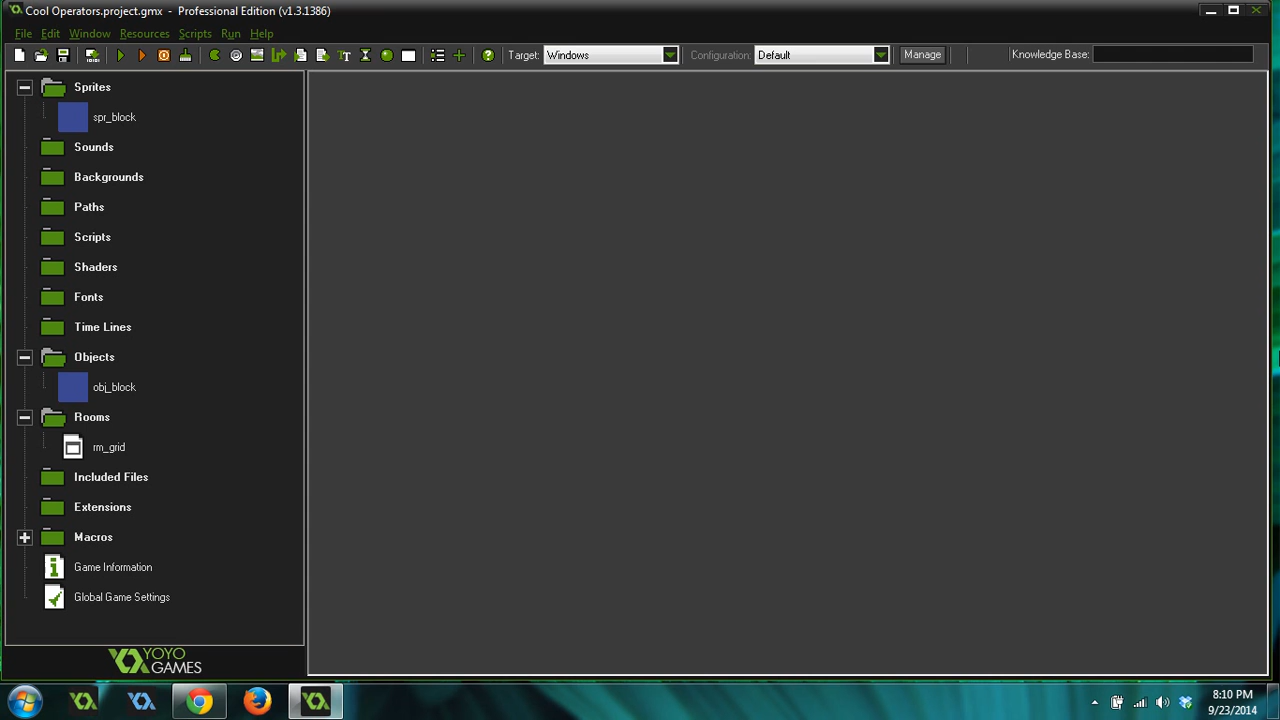 Cool Operators.project.gmx - Professional Edition (v1.3.1386)
File Edit Window Resources Scripts Run Help
Target: Windows Configuration: Default Manage Knowledge Base:
Sprites
spr_block
Sounds
Backgrounds
Paths
Scripts
Shaders
Fonts
Time Lines
Objects
obj_block
Rooms
rm_grid
Included Files
Extensions
Macros
Game Information
Global Game Settings
YOYO
GAMES
8:10 PM
9/23/2014